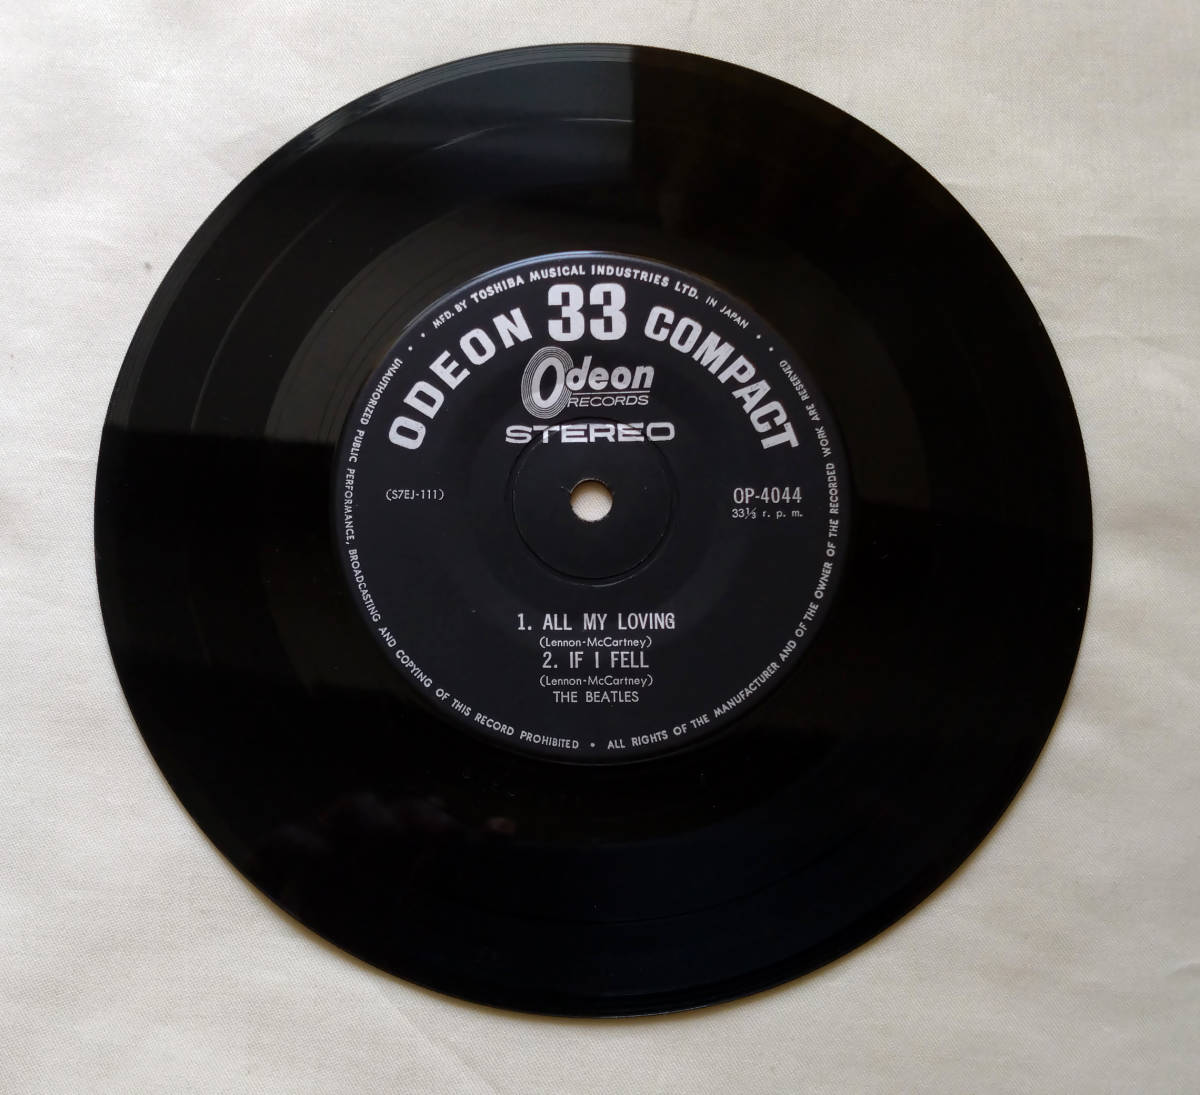 • • MFD. BY TOSHIBA MUSICAL INDUSTRIES LTD. IN JAPAN • •
ODEON 33 COMPACT
Odeon
RECORDS
STEREO
(S7EJ-111)
OP-4044
33⅓ r. p. m.
1. ALL MY LOVING
(Lennon-McCartney)
2. IF I FELL
(Lennon-McCartney)
THE BEATLES
UNAUTHORIZED PUBLIC PERFORMANCE, BROADCASTING AND COPYING OF THIS RECORD PROHIBITED • ALL RIGHTS OF THE MANUFACTURER AND OF THE OWNER OF THE RECORDED WORK ARE RESERVED